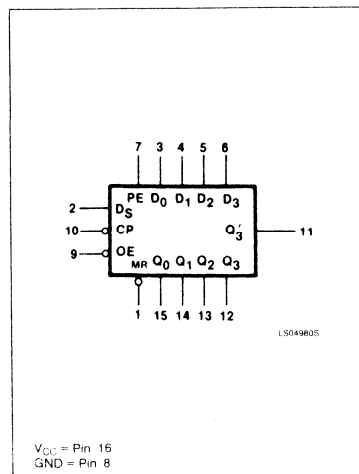 7 3 4 5 6
PE D0 D1 D2 D3
2 DS
10 CP Q3' 11
9 OE
MR Q0 Q1 Q2 Q3
1 15 14 13 12
LS04980S
VCC = Pin 16
GND = Pin 8